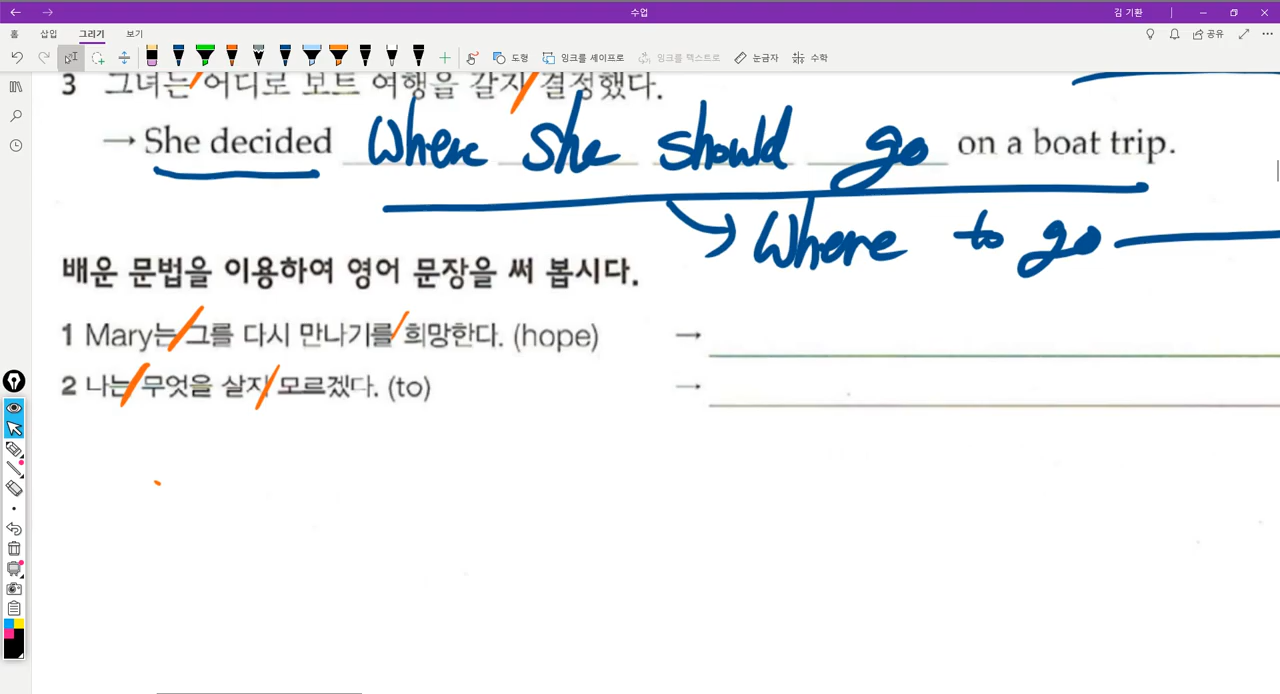 수업
김 기환
홈 삽입 그리기 보기
공유
도형 잉크를 셰이프로 잉크를 텍스트로 눈금자 수학
3 그녀는 어디로 보트 여행을 갈지 결정했다.
→ She decided where she should go on a boat trip.
where to go
배운 문법을 이용하여 영어 문장을 써 봅시다.
1 Mary는 그를 다시 만나기를 희망한다. (hope) →
2 나는 무엇을 살지 모르겠다. (to) →